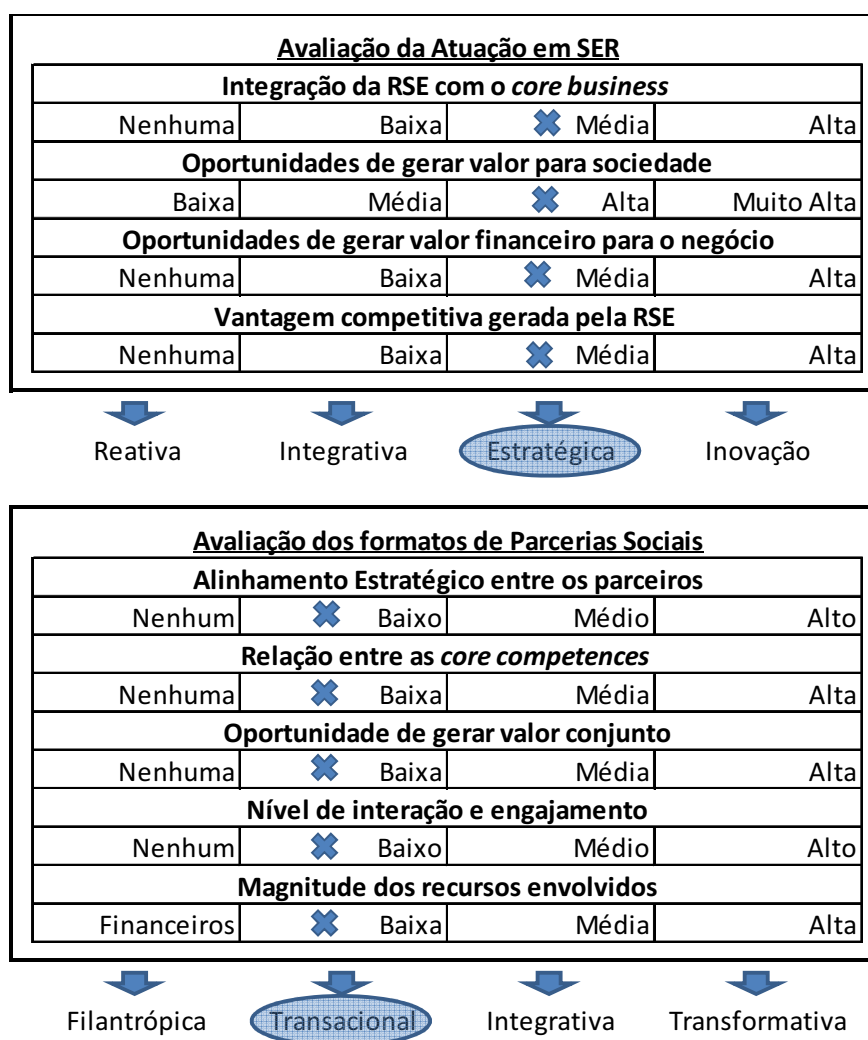 Avaliação da Atuação em SER
Integração da RSE com o core business
Nenhuma Baixa Média Alta
Oportunidades de gerar valor para sociedade
Baixa Média Alta Muito Alta
Oportunidades de gerar valor financeiro para o negócio
Nenhuma Baixa Média Alta
Vantagem competitiva gerada pela RSE
Nenhuma Baixa Média Alta
Reativa Integrativa Estratégica Inovação
Avaliação dos formatos de Parcerias Sociais
Alinhamento Estratégico entre os parceiros
Nenhum Baixo Médio Alto
Relação entre as core competences
Nenhuma Baixa Média Alta
Oportunidade de gerar valor conjunto
Nenhuma Baixa Média Alta
Nível de interação e engajamento
Nenhum Baixo Médio Alto
Magnitude dos recursos envolvidos
Financeiros Baixa Média Alta
Filantrópica Transacional Integrativa Transformativa